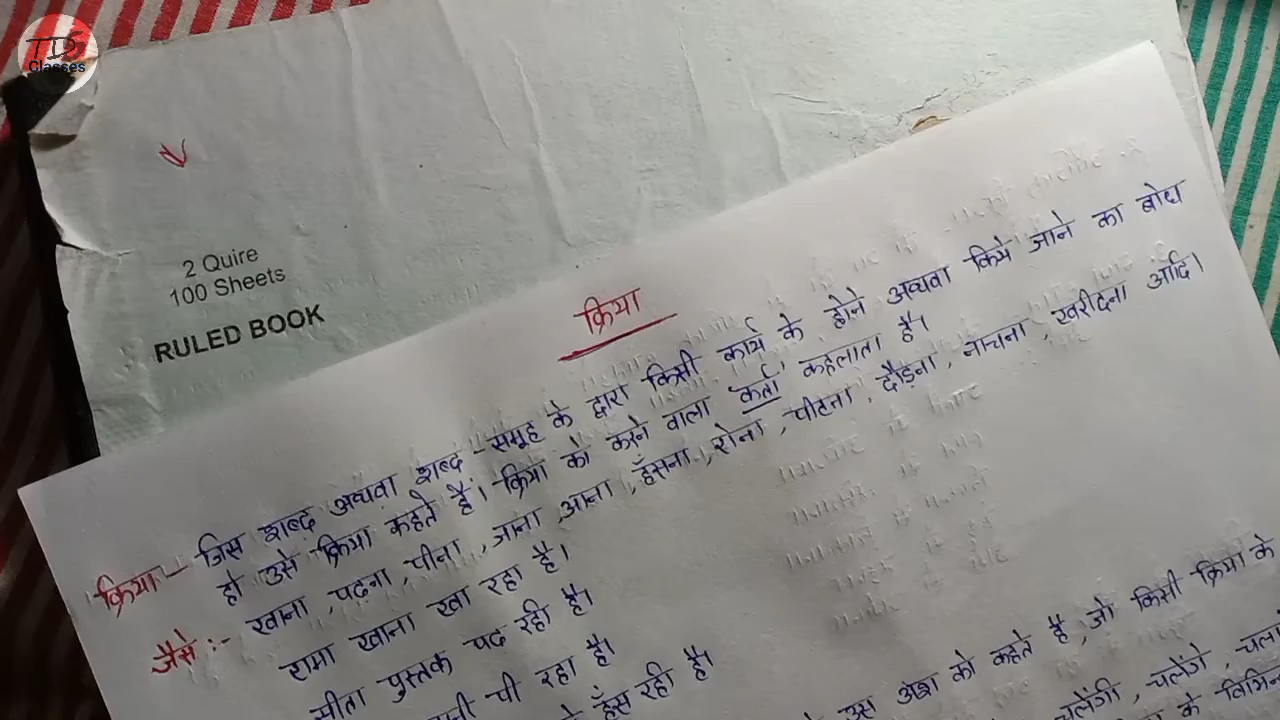 TDS
Classes
2 Quire
100 Sheets
RULED BOOK
क्रिया
क्रिया - जिस शब्द अथवा शब्द - समूह के द्वारा किसी कार्य के होने अथवा किये जाने का बोध
हो उसे क्रिया कहते हैं। क्रिया को करने वाला 'कर्ता' कहलाता है।
जैसे :- खाना, पढ़ना, पीना, जाना, आना, हँसना, रोना, पीटना, दौड़ना, नाचना, खरीदना आदि।
रामा खाना खा रहा है।
सीता पुस्तक पढ रही है।
पी रहा है।
हँस रही है।
उस अंश को कहते है, जो किसी क्रिया के
चलेंगी, चलेंगे,
के